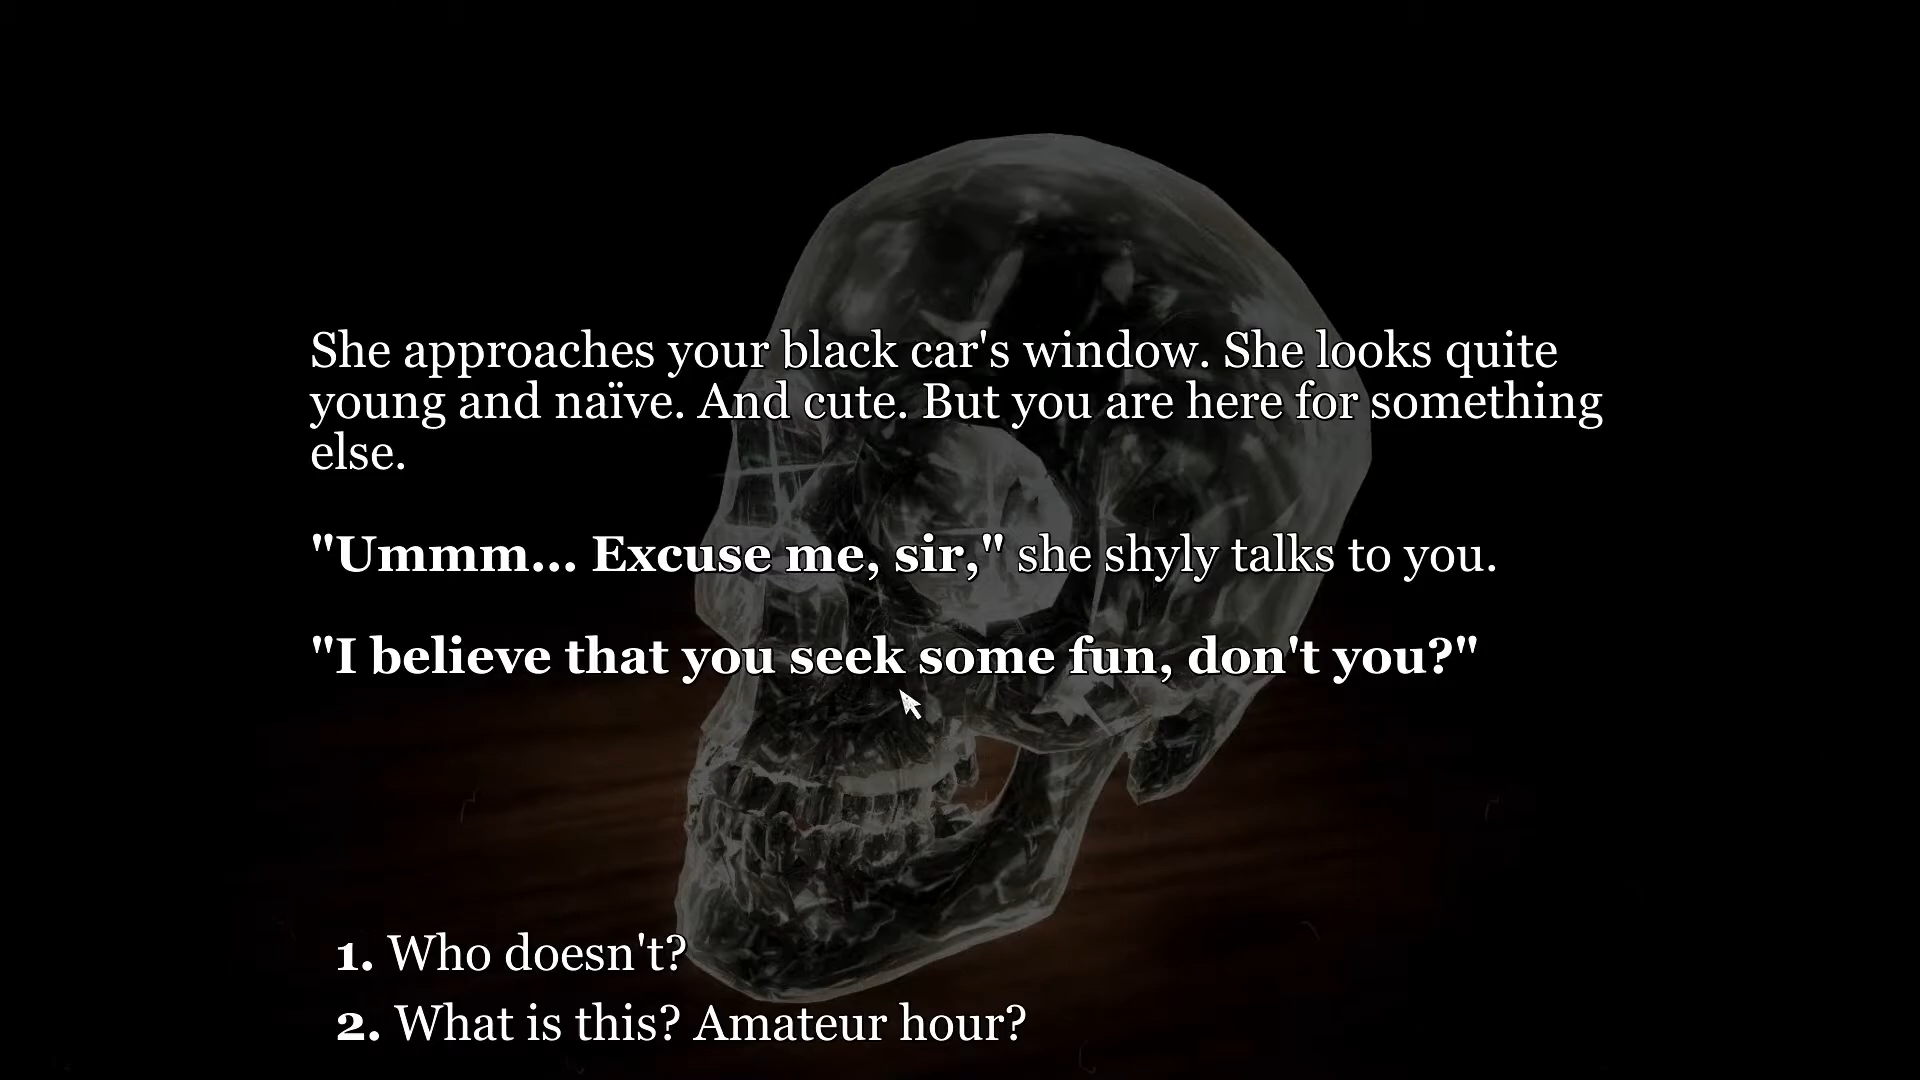 She approaches your black car's window. She looks quite
young and naïve. And cute. But you are here for something
else.
"Ummm... Excuse me, sir," she shyly talks to you.
"I believe that you seek some fun, don't you?"
1. Who doesn't?
2. What is this? Amateur hour?